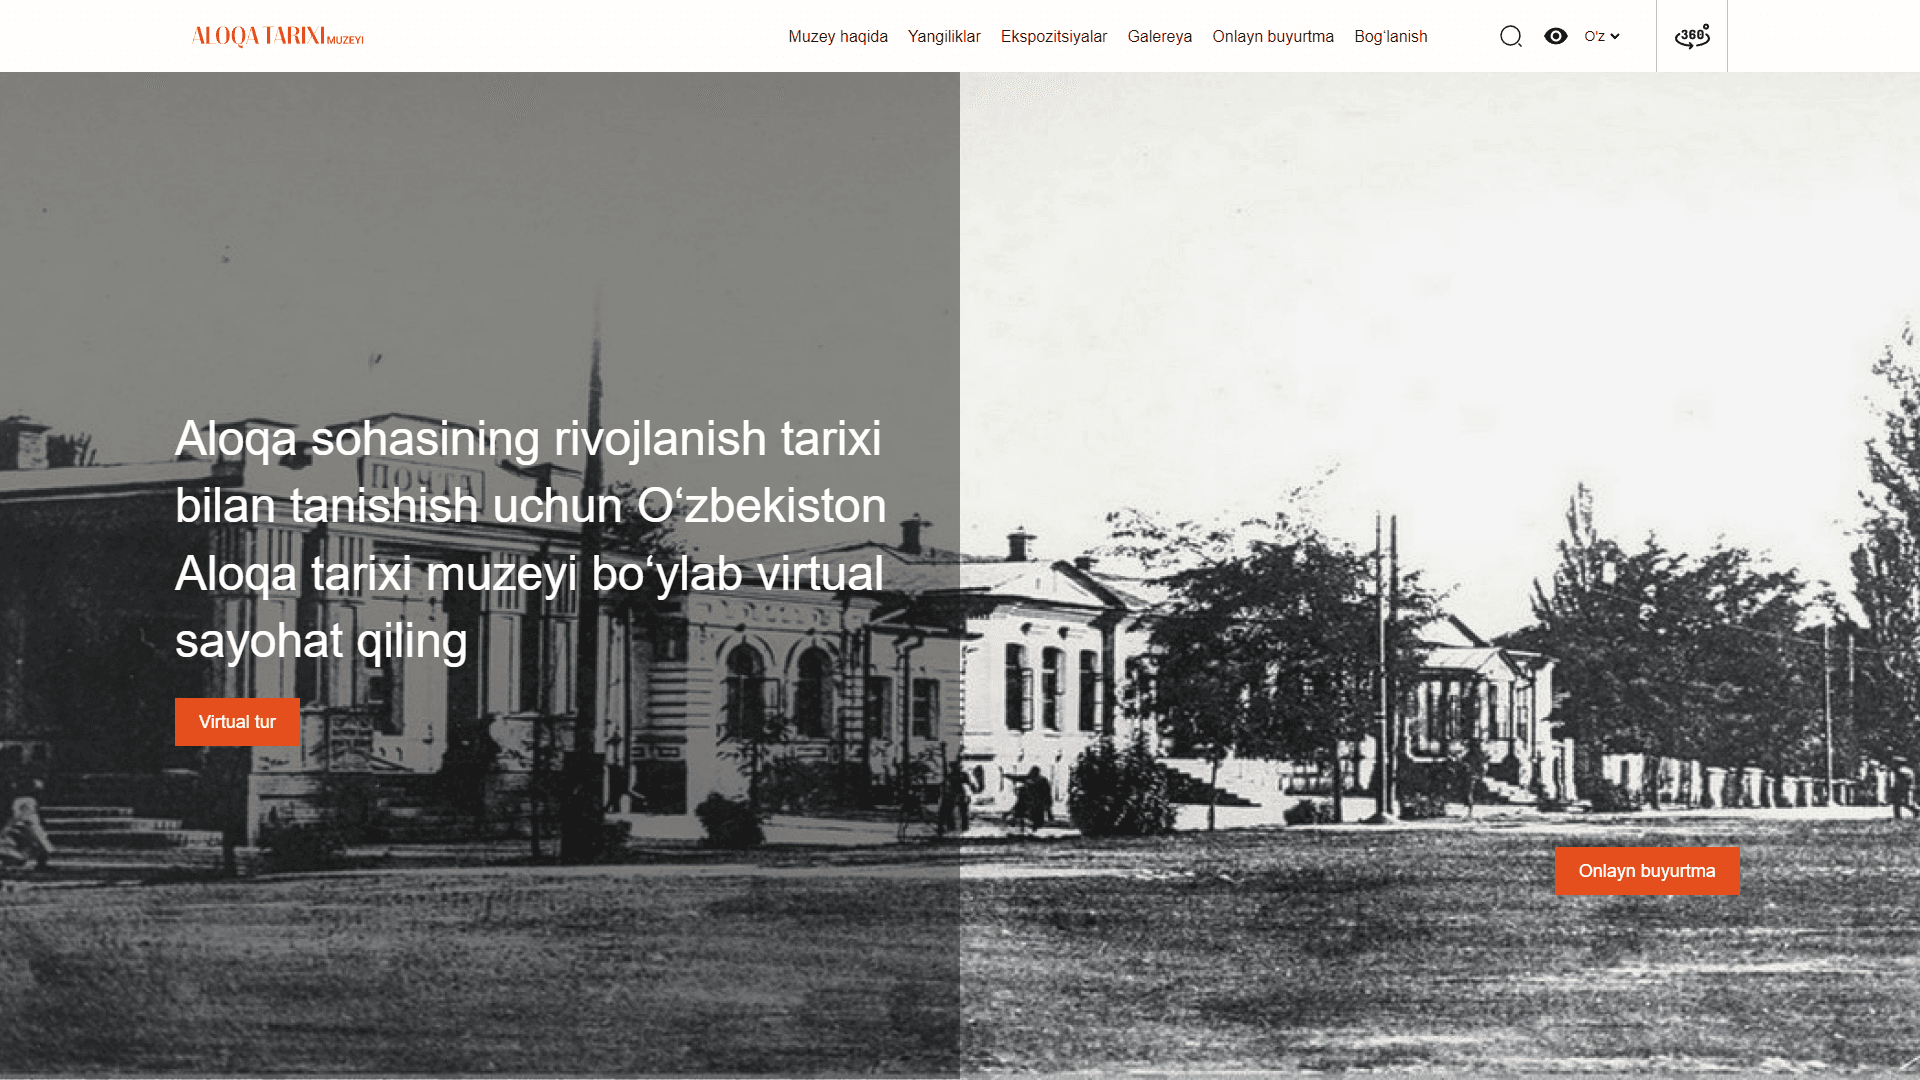 ALOQA TARIXI MUZEYI
Muzey haqida
Yangiliklar
Ekspozitsiyalar
Galereya
Onlayn buyurtma
Bog‘lanish
O'z
360°
ПОЧТА
Aloqa sohasining rivojlanish tarixi
bilan tanishish uchun O‘zbekiston
Aloqa tarixi muzeyi bo‘ylab virtual
sayohat qiling
Virtual tur
Onlayn buyurtma